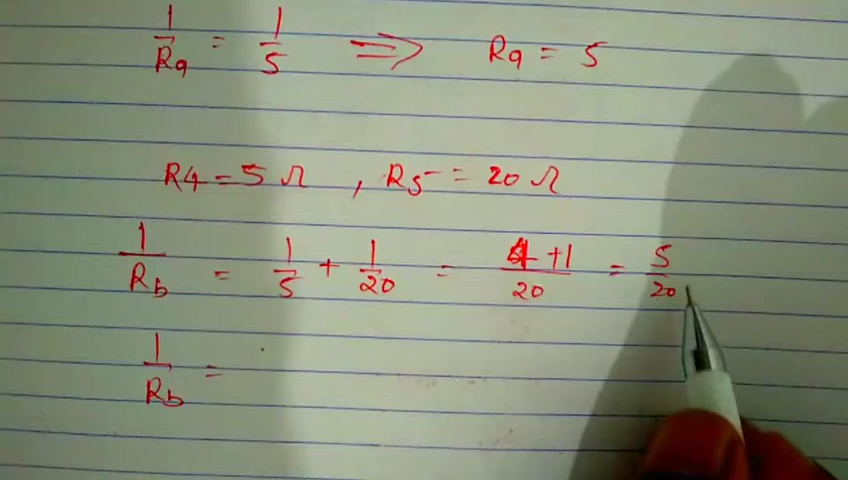 1/Ra = 1/5 ⇒ Ra = 5
R4 = 5 Ω , R5 = 20 Ω
1/Rb = 1/5 + 1/20 = 4+1/20 = 5/20
1/Rb =